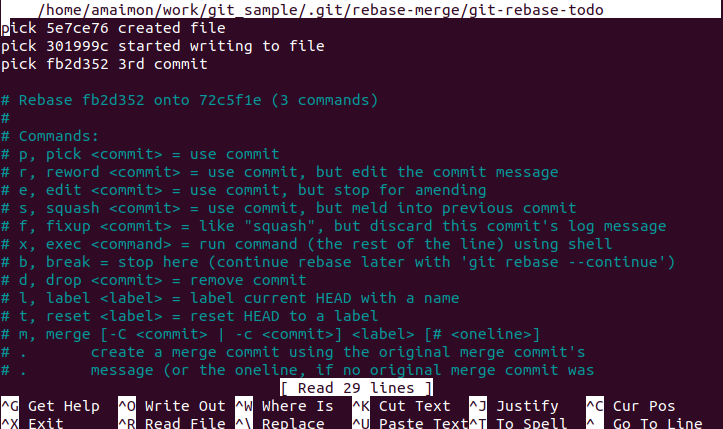 /home/amaimon/work/git_sample/.git/rebase-merge/git-rebase-todo
pick 5e7ce76 created file
pick 301999c started writing to file
pick fb2d352 3rd commit
# Rebase fb2d352 onto 72c5f1e (3 commands)
#
# Commands:
# p, pick <commit> = use commit
# r, reword <commit> = use commit, but edit the commit message
# e, edit <commit> = use commit, but stop for amending
# s, squash <commit> = use commit, but meld into previous commit
# f, fixup <commit> = like "squash", but discard this commit's log message
# x, exec <command> = run command (the rest of the line) using shell
# b, break = stop here (continue rebase later with 'git rebase --continue')
# d, drop <commit> = remove commit
# l, label <label> = label current HEAD with a name
# t, reset <label> = reset HEAD to a label
# m, merge [-C <commit> | -c <commit>] <label> [# <oneline>]
# .       create a merge commit using the original merge commit's
# .       message (or the oneline, if no original merge commit was
[ Read 29 lines ]
^G Get Help  ^O Write Out ^W Where Is  ^K Cut Text  ^J Justify   ^C Cur Pos
^X Exit      ^R Read File ^\ Replace   ^U Paste Text^T To Spell  ^_ Go To Line